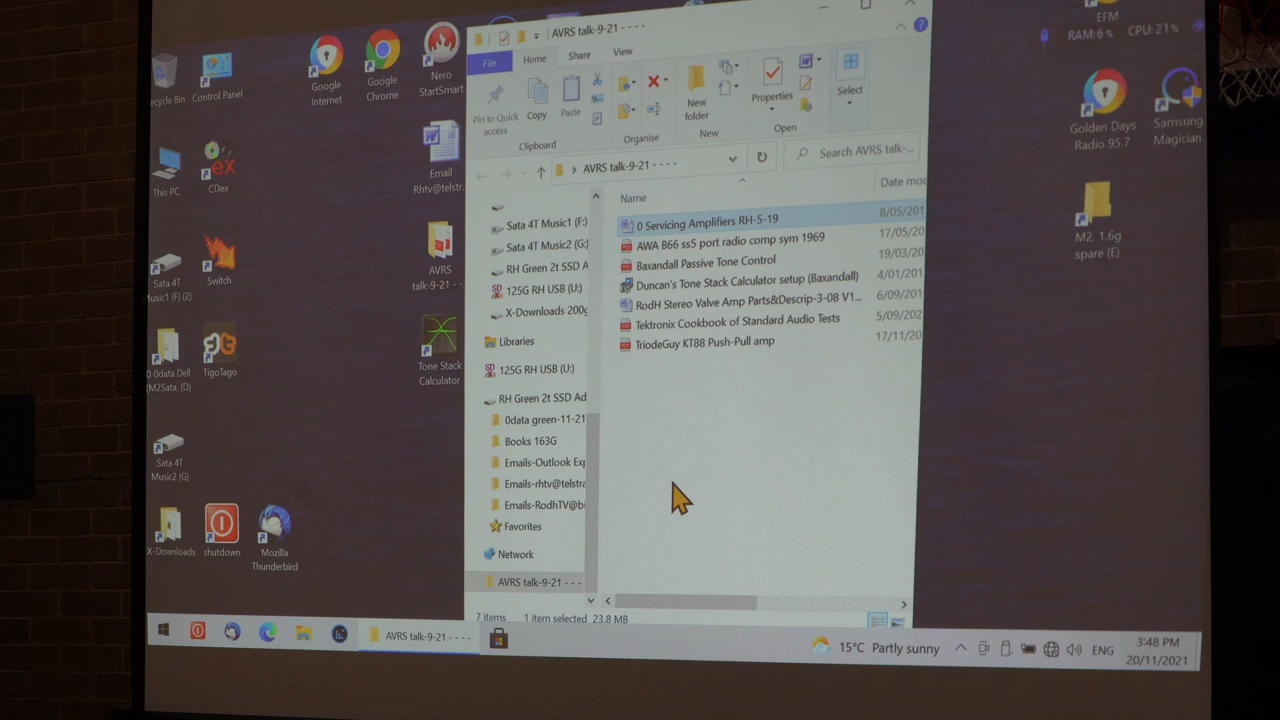 AVRS talk-9-21 - - - -
File
Home
Share
View
Pin to Quick access
Copy
Paste
Clipboard
Organise
New folder
New
Properties
Open
Select
AVRS talk-9-21 - - - -
Search AVRS talk-...
Name
Date mod
0 Servicing Amplifiers RH-5-19
8/05/201
AWA B66 ss5 port radio comp sym 1969
17/05/20
Baxandall Passive Tone Control
19/03/20
Duncan's Tone Stack Calculator setup (Baxandall)
4/01/201
RodH Stereo Valve Amp Parts&Descrip-3-08 V1...
6/09/201
Tektronix Cookbook of Standard Audio Tests
5/09/202
TriodeGuy KT88 Push-Pull amp
17/11/20
Sata 4T Music1 (F:)
Sata 4T Music2 (G:)
RH Green 2t SSD A
125G RH USB (U:)
X-Downloads 200g
Libraries
125G RH USB (U:)
RH Green 2t SSD Ad
0data green-11-21
Books 163G
Emails-Outlook Exp
Emails-rhtv@telstra
Emails-RodhTV@bi
Favorites
Network
AVRS talk-9-21 - - -
7 items
1 item selected 23.8 MB
ecycle Bin
Control Panel
Google Internet
Google Chrome
Nero StartSmart
This PC
CDex
Email
Rhtv@telstr...
Sata 4T
Music1 (F) (2)
Switch
AVRS
talk-9-21 - -...
0 0data Dell
(M2Sata, (D)
TigoTago
Tone Stack
Calculator
Sata 4T
Music2 (G)
X-Downloads
shutdown
Mozilla
Thunderbird
EFM
RAM:6% CPU:21%
Golden Days
Radio 95.7
Samsung
Magician
M2. 1.6g
spare (E)
AVRS talk-9-21 - - - -
15°C Partly sunny
ENG
3:48 PM
20/11/2021